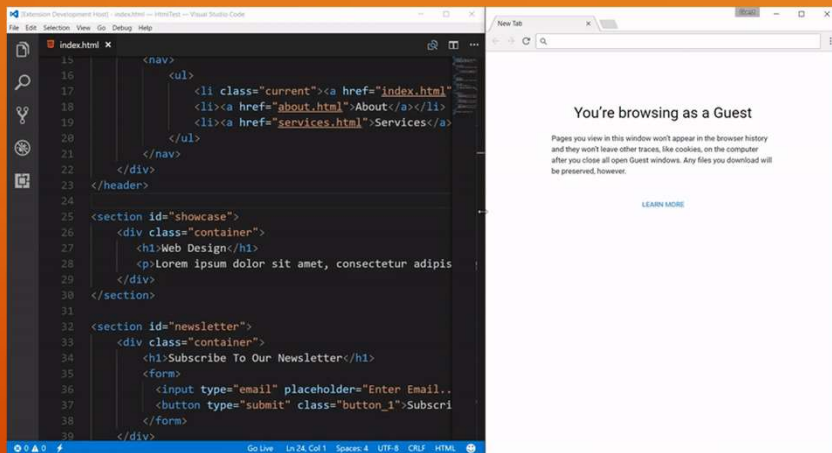 [Extension Development Host] - index.html — HtmlTest — Visual Studio Code
File Edit Selection View Go Debug Help
index.html
15 <nav>
16 <ul>
17 <li class="current"><a href="index.html"
18 <li><a href="about.html">About</a></li>
19 <li><a href="services.html">Services</a>
20 </ul>
21 </nav>
22 </div>
23 </header>
24
25 <section id="showcase">
26 <div class="container">
27 <h1>Web Design</h1>
28 <p>Lorem ipsum dolor sit amet, consectetur adipis
29 </div>
30 </section>
31
32 <section id="newsletter">
33 <div class="container">
34 <h1>Subscribe To Our Newsletter</h1>
35 <form>
36 <input type="email" placeholder="Enter Email..
37 <button type="submit" class="button_1">Subscri
38 </form>
39 </div>
0 0 Go Live Ln 24, Col 1 Spaces: 4 UTF-8 CRLF HTML
New Tab
You're browsing as a Guest
Pages you view in this window won't appear in the browser history
and they won't leave other traces, like cookies, on the computer
after you close all open Guest windows. Any files you download will
be preserved, however.
LEARN MORE